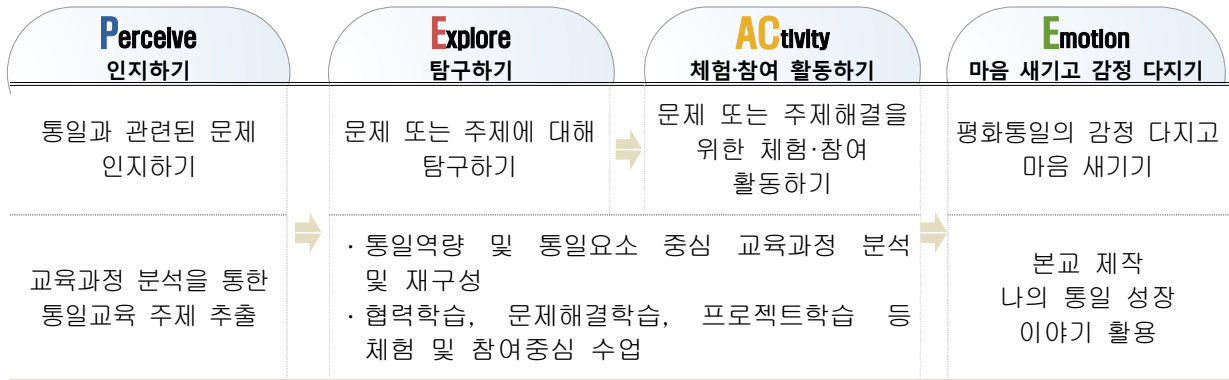 Perceive
인지하기
Explore
탐구하기
ACtivity
체험·참여 활동하기
Emotion
마음 새기고 감정 다지기
통일과 관련된 문제
인지하기
문제 또는 주제에 대해
탐구하기
문제 또는 주제해결을
위한 체험·참여
활동하기
평화통일의 감정 다지고
마음 새기기
교육과정 분석을 통한
통일교육 주제 추출
· 통일역량 및 통일요소 중심 교육과정 분석
및 재구성
· 협력학습, 문제해결학습, 프로젝트학습 등
체험 및 참여중심 수업
본교 제작
나의 통일 성장
이야기 활용